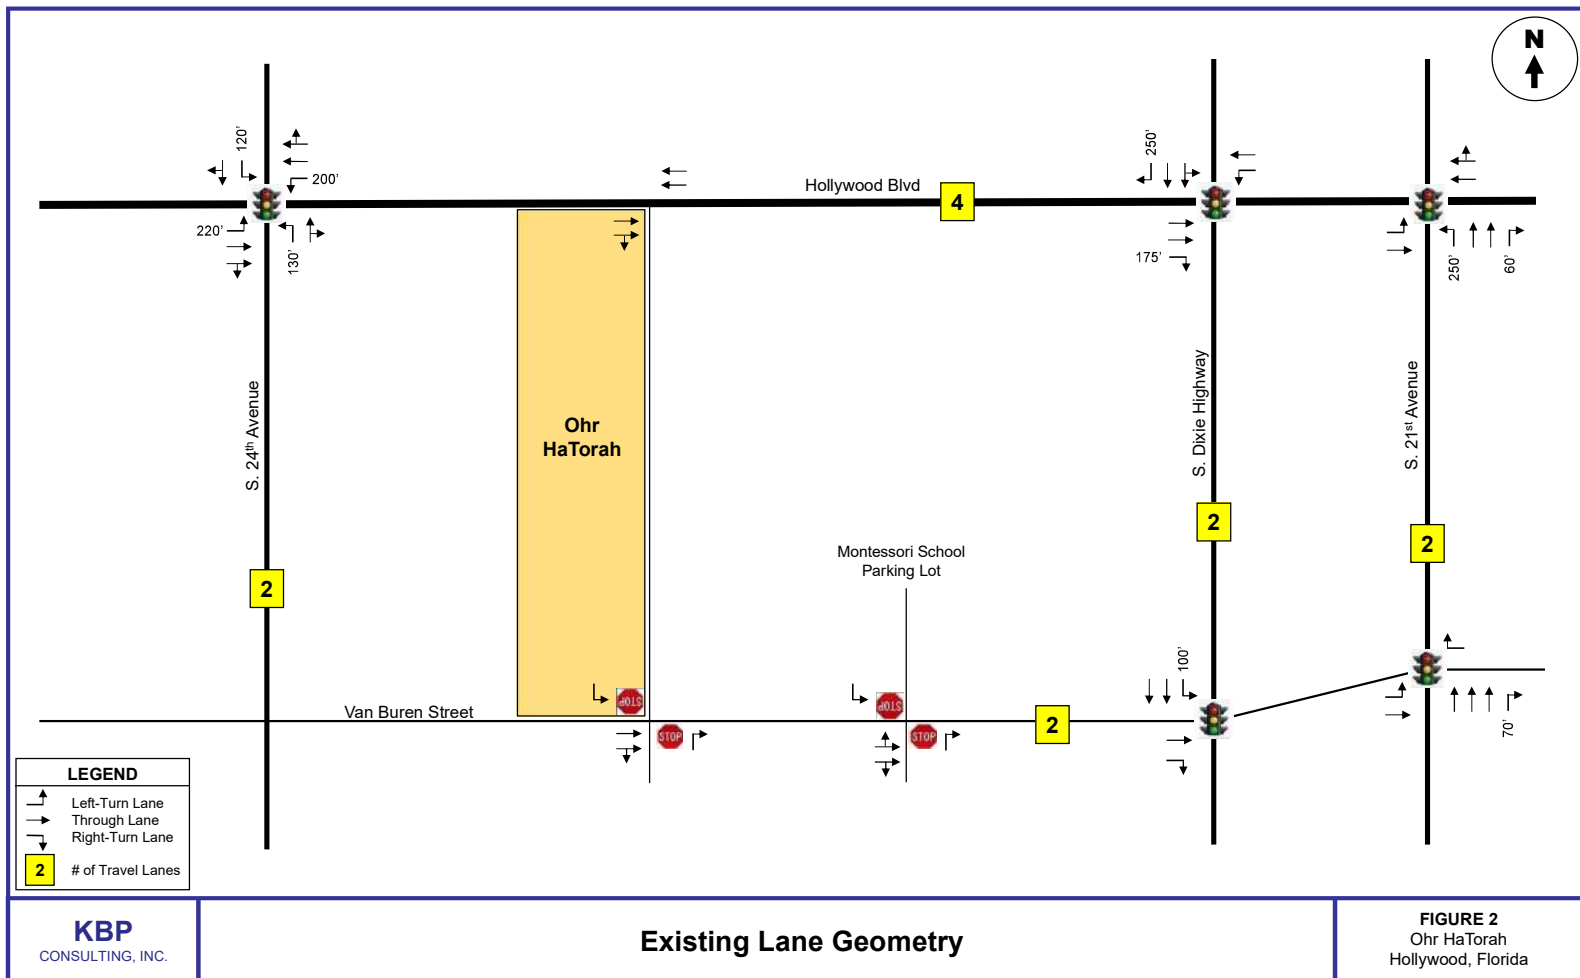 N
120'
200'
220'
130'
Hollywood Blvd
4
250'
175'
250'
60'
S. 24th Avenue
Ohr
HaTorah
S. Dixie Highway
S. 21st Avenue
2
2
2
Montessori School
Parking Lot
STOP
STOP
100'
Van Buren Street
STOP
STOP
2
70'
LEGEND
Left-Turn Lane
Through Lane
Right-Turn Lane
2 # of Travel Lanes
KBP
CONSULTING, INC.
Existing Lane Geometry
FIGURE 2
Ohr HaTorah
Hollywood, Florida